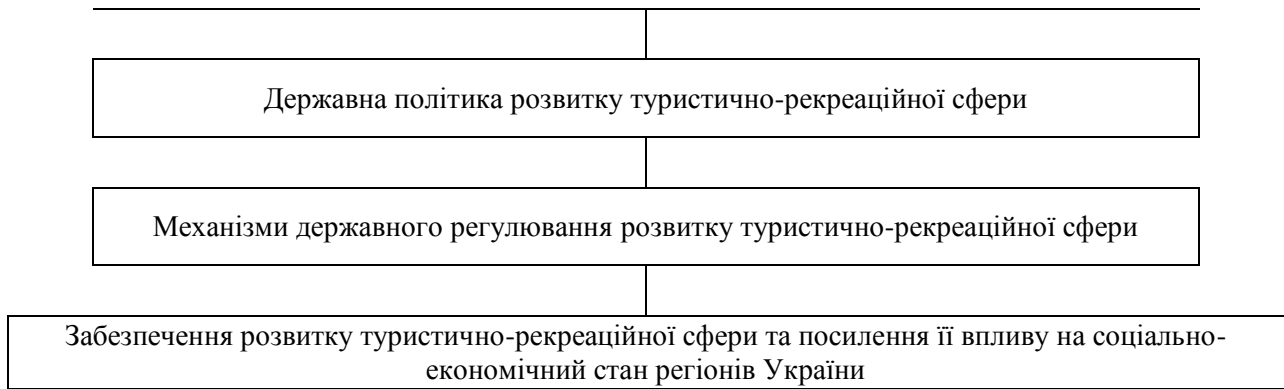 Державна політика розвитку туристично-рекреаційної сфери
Механізми державного регулювання розвитку туристично-рекреаційної сфери
Забезпечення розвитку туристично-рекреаційної сфери та посилення її впливу на соціально-
економічний стан регіонів України